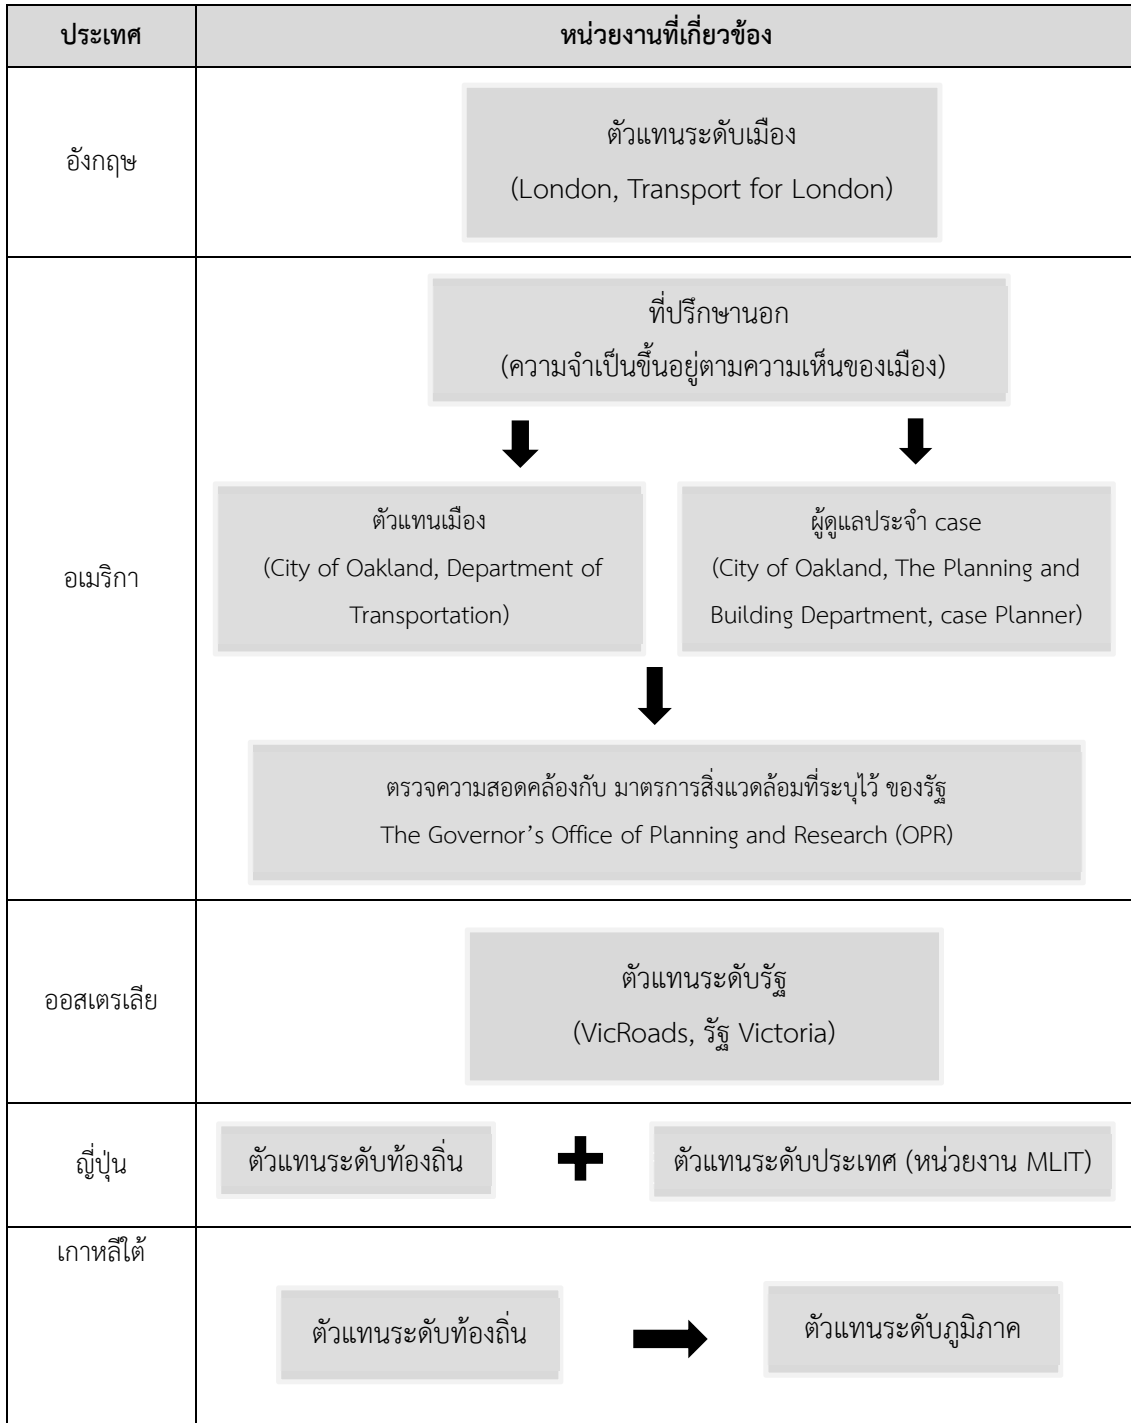 ประเทศ
หน่วยงานที่เกี่ยวข้อง
อังกฤษ
ตัวแทนระดับเมือง
(London, Transport for London)
อเมริกา
ที่ปรึกษานอก
(ความจำเป็นขึ้นอยู่ตามความเห็นของเมือง)
ตัวแทนเมือง
(City of Oakland, Department of
Transportation)
ผู้ดูแลประจำ case
(City of Oakland, The Planning and
Building Department, case Planner)
ตรวจความสอดคล้องกับ มาตรการสิ่งแวดล้อมที่ระบุไว้ ของรัฐ
The Governor’s Office of Planning and Research (OPR)
ออสเตรเลีย
ตัวแทนระดับรัฐ
(VicRoads, รัฐ Victoria)
ญี่ปุ่น
ตัวแทนระดับท้องถิ่น
ตัวแทนระดับประเทศ (หน่วยงาน MLIT)
เกาหลีใต้
ตัวแทนระดับท้องถิ่น
ตัวแทนระดับภูมิภาค